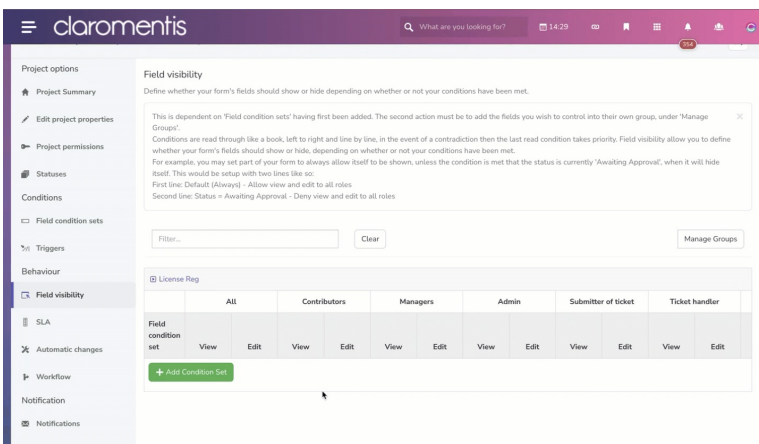 claromentis
What are you looking for?
14:29
354
Project options
Project Summary
Edit project properties
Project permissions
Statuses
Conditions
Field condition sets
Triggers
Behaviour
Field visibility
SLA
Automatic changes
Workflow
Notification
Notifications
Field visibility
Define whether your form's fields should show or hide depending on whether or not your conditions have been met.
This is dependent on 'Field condition sets' having first been added. The second action must be to add the fields you wish to control into their own group, under 'Manage
Groups'.
Conditions are read through like a book, left to right and line by line, in the event of a contradiction then the last read condition takes priority. Field visibility allow you to define
whether your form's fields should show or hide, depending on whether or not your conditions have been met.
For example, you may set part of your form to always allow itself to be shown, unless the condition is met that the status is currently 'Awaiting Approval', when it will hide
itself. This would be setup with two lines like so:
First line: Default (Always) - Allow view and edit to all roles
Second line: Status = Awaiting Approval - Deny view and edit to all roles
Filter...
Clear
Manage Groups
License Reg
All Contributors Managers Admin Submitter of ticket Ticket handler
Field
condition
set View Edit View Edit View Edit View Edit View Edit View Edit
+ Add Condition Set